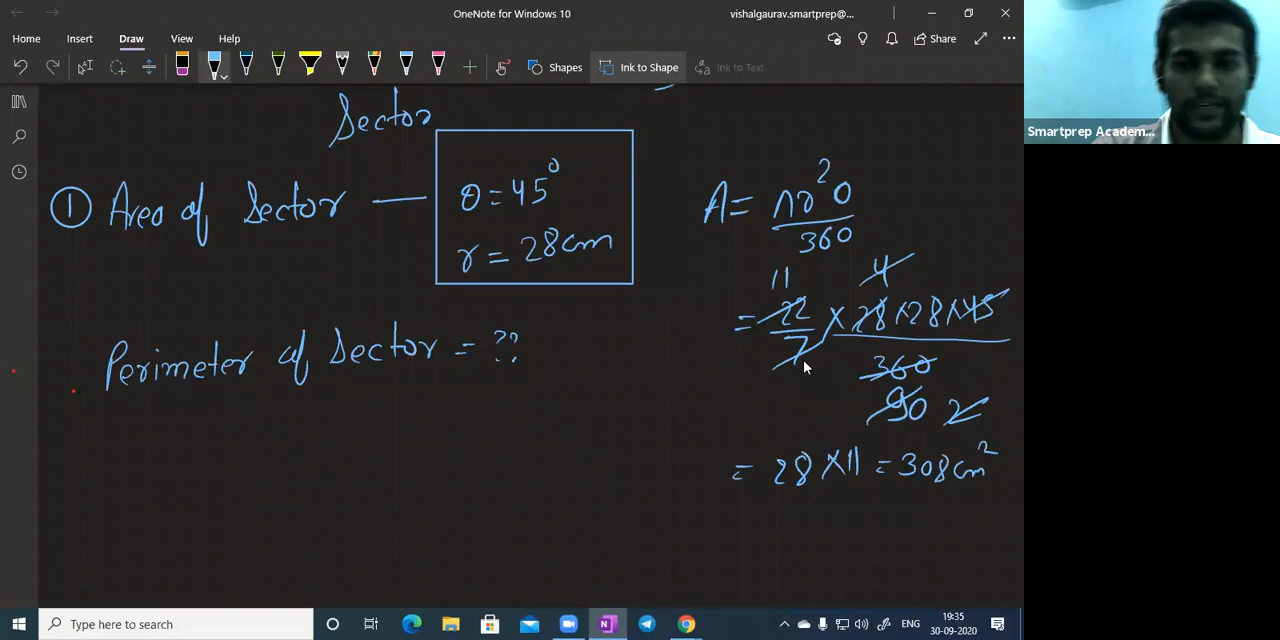 OneNote for Windows 10
vishalgaurav.smartprep@...
Home Insert Draw View Help
Share
Shapes Ink to Shape Ink to Text
Smartprep Academ...
Sector
① Area of Sector — θ = 45°
r = 28cm
A = πr²θ
360
11 4
= 22 × 28×28×45
7 360
90 2
= 28 × 11 = 308cm²
Perimeter of Sector = ??
Type here to search
ENG
19:35
30-09-2020